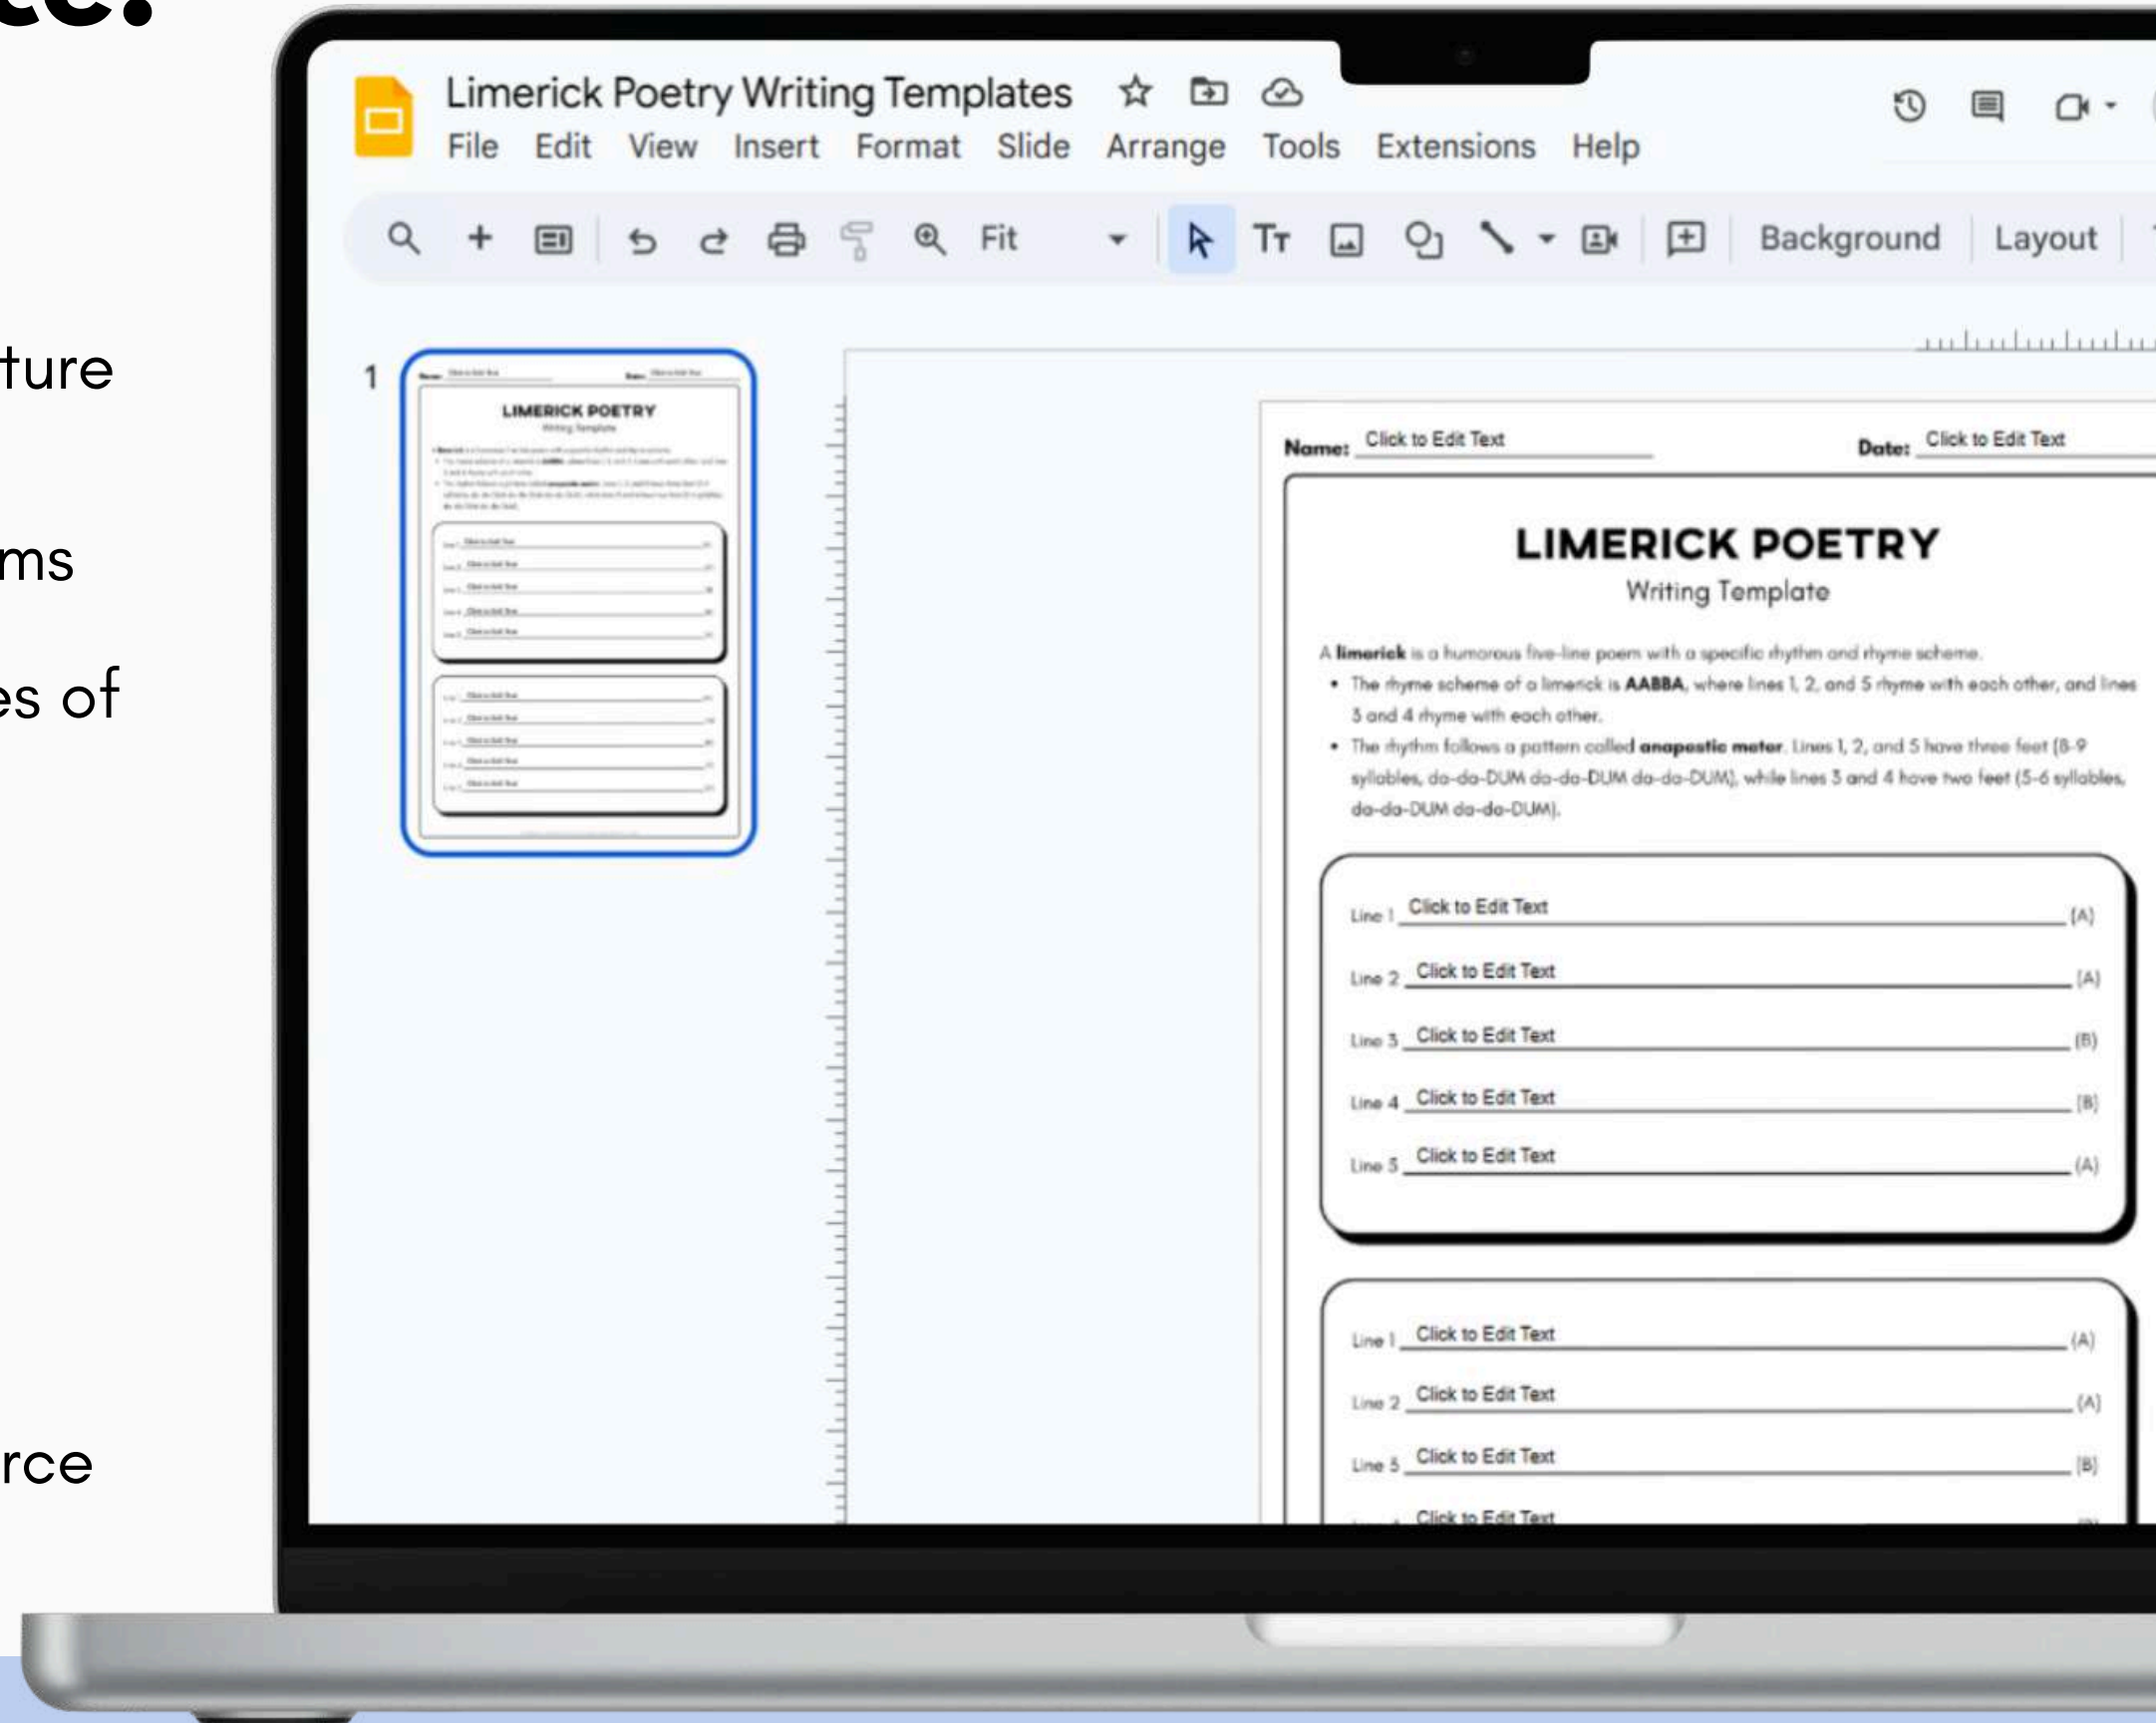 ture
ms
es of
rce
Limerick Poetry Writing Templates
File Edit View Insert Format Slide Arrange Tools Extensions Help
Fit
Background Layout
1
LIMERICK POETRY
Writing Template
Name: Click to Edit Text Date: Click to Edit Text
LIMERICK POETRY
Writing Template
A limerick is a humorous five-line poem with a specific rhythm and rhyme scheme.
• The rhyme scheme of a limerick is AABBA, where lines 1, 2, and 5 rhyme with each other, and lines
3 and 4 rhyme with each other.
• The rhythm follows a pattern called anapestic meter. Lines 1, 2, and 5 have three feet (8-9
syllables, da-da-DUM da-da-DUM da-da-DUM), while lines 3 and 4 have two feet (5-6 syllables,
da-da-DUM da-da-DUM).
Line 1 Click to Edit Text (A)
Line 2 Click to Edit Text (A)
Line 3 Click to Edit Text (B)
Line 4 Click to Edit Text (B)
Line 5 Click to Edit Text (A)
Line 1 Click to Edit Text (A)
Line 2 Click to Edit Text (A)
Line 3 Click to Edit Text (B)
Click to Edit Text